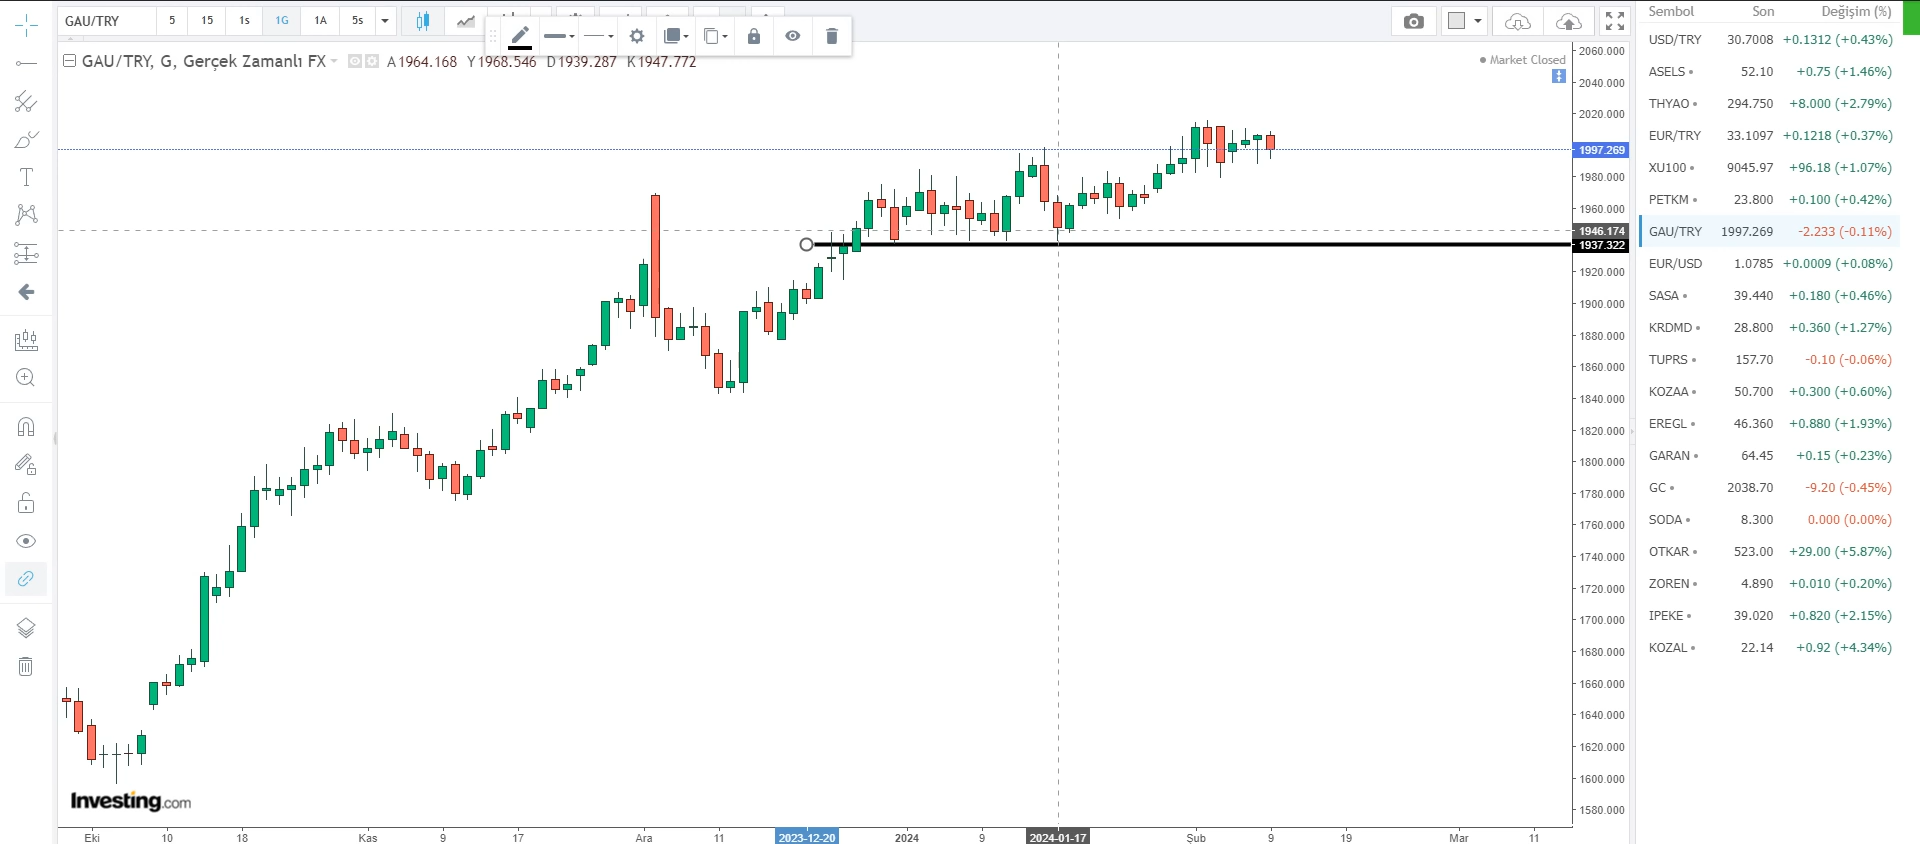 GAU/TRY 5 15 1s 1G 1A 5s
GAU/TRY, G, Gerçek Zamanlı FX A1964.168 Y1968.546 D1939.287 K1947.772
Market Closed
2060.000
2040.000
2020.000
1997.269
1980.000
1960.000
1946.174
1937.322
1920.000
1900.000
1880.000
1860.000
1840.000
1820.000
1800.000
1780.000
1760.000
1740.000
1720.000
1700.000
1680.000
1660.000
1640.000
1620.000
1600.000
1580.000
Investing.com
Eki 10 18 Kas 9 17 Ara 11 2023-12-20 2024 9 2024-01-17 Şub 9 19 Mar 11
Sembol Son Değişim (%)
USD/TRY 30.7008 +0.1312 (+0.43%)
ASELS 52.10 +0.75 (+1.46%)
THYAO 294.750 +8.000 (+2.79%)
EUR/TRY 33.1097 +0.1218 (+0.37%)
XU100 9045.97 +96.18 (+1.07%)
PETKM 23.800 +0.100 (+0.42%)
GAU/TRY 1997.269 -2.233 (-0.11%)
EUR/USD 1.0785 +0.0009 (+0.08%)
SASA 39.440 +0.180 (+0.46%)
KRDMD 28.800 +0.360 (+1.27%)
TUPRS 157.70 -0.10 (-0.06%)
KOZAA 50.700 +0.300 (+0.60%)
EREGL 46.360 +0.880 (+1.93%)
GARAN 64.45 +0.15 (+0.23%)
GC 2038.70 -9.20 (-0.45%)
SODA 8.300 0.000 (0.00%)
OTKAR 523.00 +29.00 (+5.87%)
ZOREN 4.890 +0.010 (+0.20%)
IPEKE 39.020 +0.820 (+2.15%)
KOZAL 22.14 +0.92 (+4.34%)